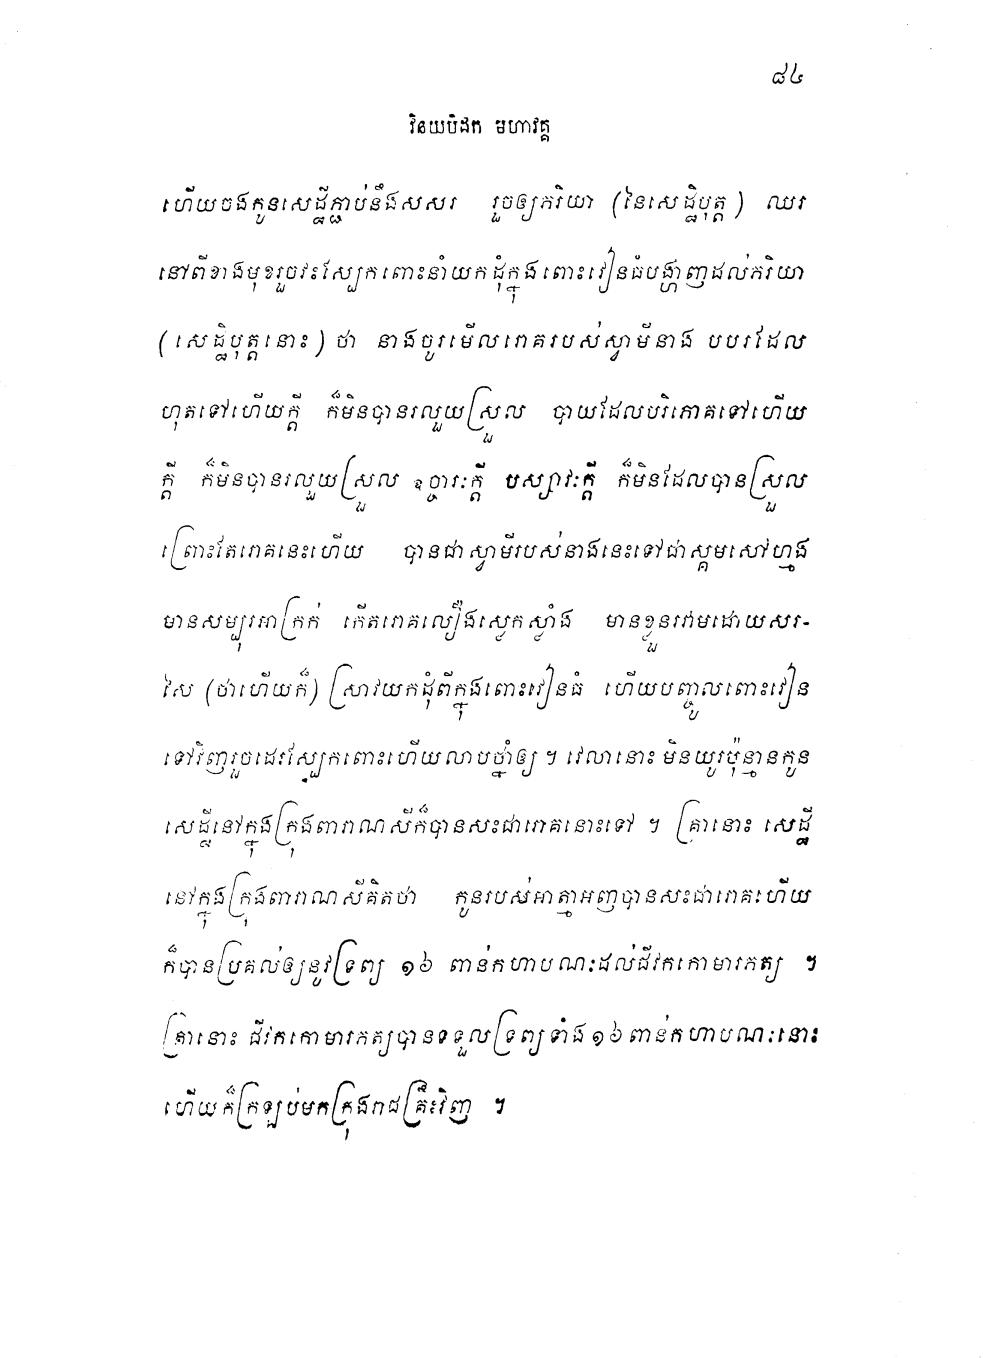 ៨៤
វិនយបិដក មហាវគ្គ
ហើយចងកូនសេដ្ឋីភ្ជាប់នឹងសសរ រួចឲ្យភរិយា (នៃសេដ្ឋិបុត្ត) ឈរ
នៅពីខាងមុខរួចវះស្បែកពោះនាំយកដុំក្នុងពោះវៀនធំបង្ហាញដល់ភរិយា
(សេដ្ឋិបុត្តនោះ) ថា នាងចូរមើលរោគរបស់ស្វាមីនាង បបរដែល
ហុតទៅហើយក្តី ក៏មិនបានរលួយស្រួល បាយដែលបរិភោគទៅហើយ
ក្តី ក៏មិនបានរលួយស្រួល ឧច្ចារៈក្តី បស្សាវៈក្តី ក៏មិនដែលបានស្រួល
ព្រោះតែរោគនេះហើយ បានជាស្វាមីរបស់នាងនេះទៅជាស្គមសៅហ្មង
មានសម្បុរអាក្រក់ កើតរោគលឿងស្លេកស្លាំង មានខ្លួនរវាមដោយសរ-
សៃ (ថាហើយក៏) ស្រាវយកដុំពីក្នុងពោះវៀនធំ ហើយបញ្ចូលពោះវៀន
ទៅវិញរួចដេរស្បែកពោះហើយលាបថ្នាំឲ្យ ។ វេលានោះ មិនយូរប៉ុន្មានកូន
សេដ្ឋីនៅក្នុងក្រុងពារាណសីក៏បានសះជារោគនោះទៅ ។ គ្រានោះ សេដ្ឋី
នៅក្នុងក្រុងពារាណសីគិតថា កូនរបស់អាត្មាអញបានសះជារោគហើយ
ក៏បានប្រគល់ឲ្យនូវទ្រព្យ ១៦ ពាន់កហាបណៈដល់ជីវកកោមារភត្យ ។
គ្រានោះ ជីវកកោមារភត្យបានទទួលទ្រព្យទាំង ១៦ ពាន់កហាបណៈនោះ
ហើយក៏ក្រឡប់មកក្រុងរាជគ្រឹះវិញ ។